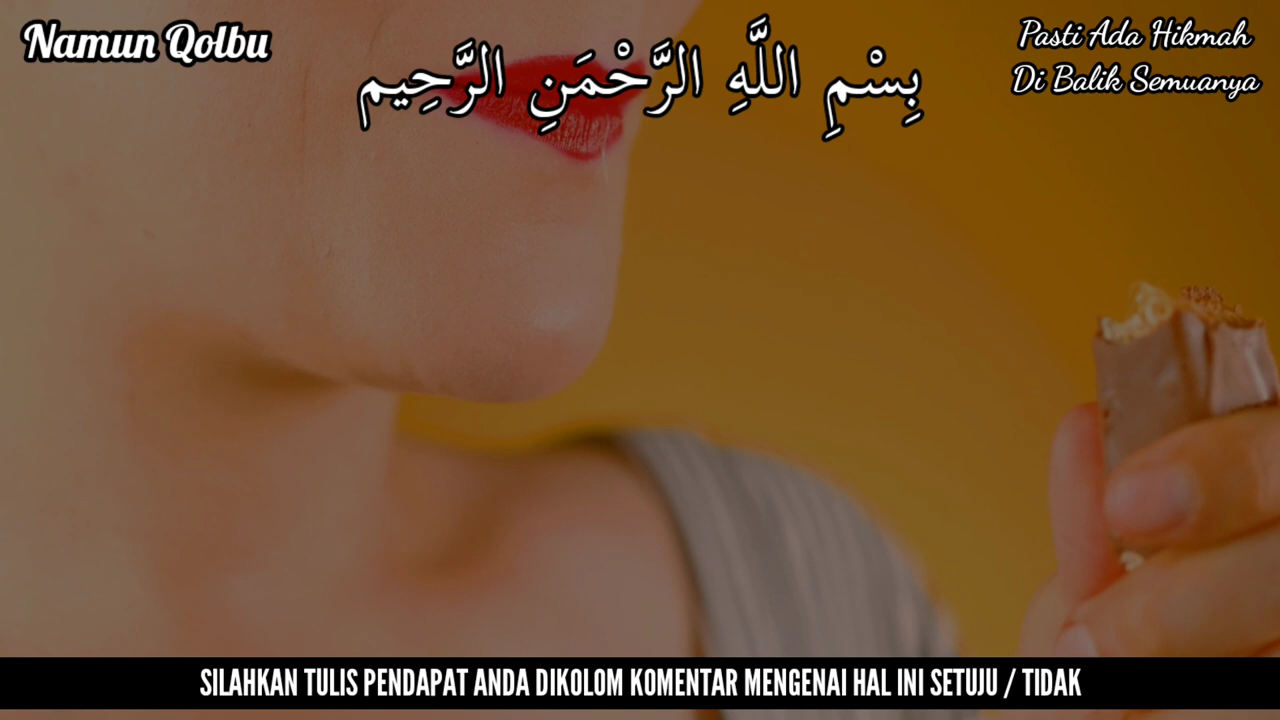 Namun Qolbu
بِسْمِ اللَّهِ الرَّحْمَنِ الرَّحِيم
Pasti Ada Hikmah
Di Balik Semuanya
SILAHKAN TULIS PENDAPAT ANDA DIKOLOM KOMENTAR MENGENAI HAL INI SETUJU / TIDAK